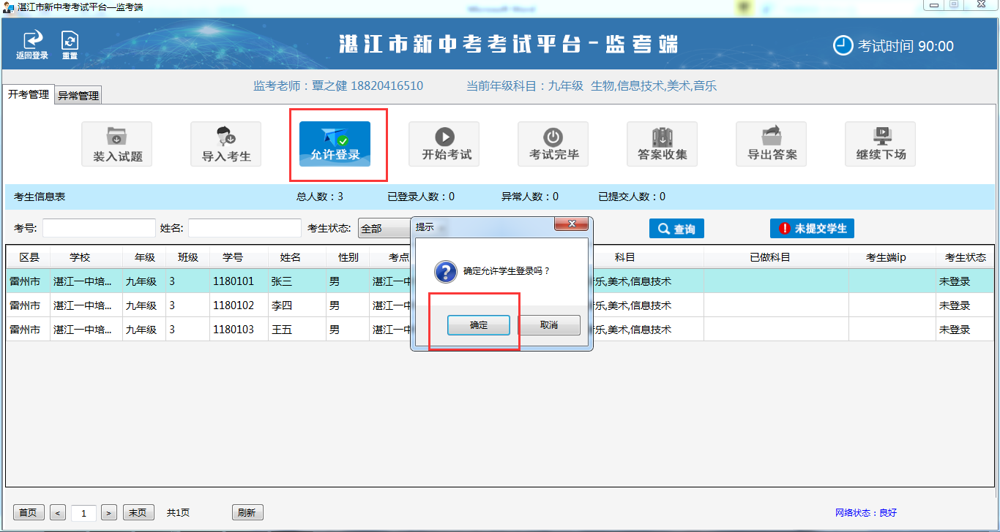 湛江市新中考考试平台—监考端
返回登录 重置 湛江市新中考考试平台-监考端 考试时间 90:00
开考管理 异常管理 监考老师：覃之健 18820416510 当前年级科目：九年级 生物,信息技术,美术,音乐
装入试题 导入考生 允许登录 开始考试 考试完毕 答案收集 导出答案 继续下场
考生信息表 总人数：3 已登录人数：0 异常人数：0 已提交人数：0
考号: 姓名: 考生状态: 全部 查询 未提交学生
区县 学校 年级 班级 学号 姓名 性别 考点 科目 已做科目 考生端ip 考生状态
雷州市 湛江一中培... 九年级 3 1180101 张三 男 湛江一中 乐,美术,信息技术 未登录
雷州市 湛江一中培... 九年级 3 1180102 李四 男 湛江一中 乐,美术,信息技术 未登录
雷州市 湛江一中培... 九年级 3 1180103 王五 男 湛江一中 乐,美术,信息技术 未登录
提示
确定允许学生登录吗？
确定 取消
首页 < 1 > 末页 共1页 刷新 网络状态：良好